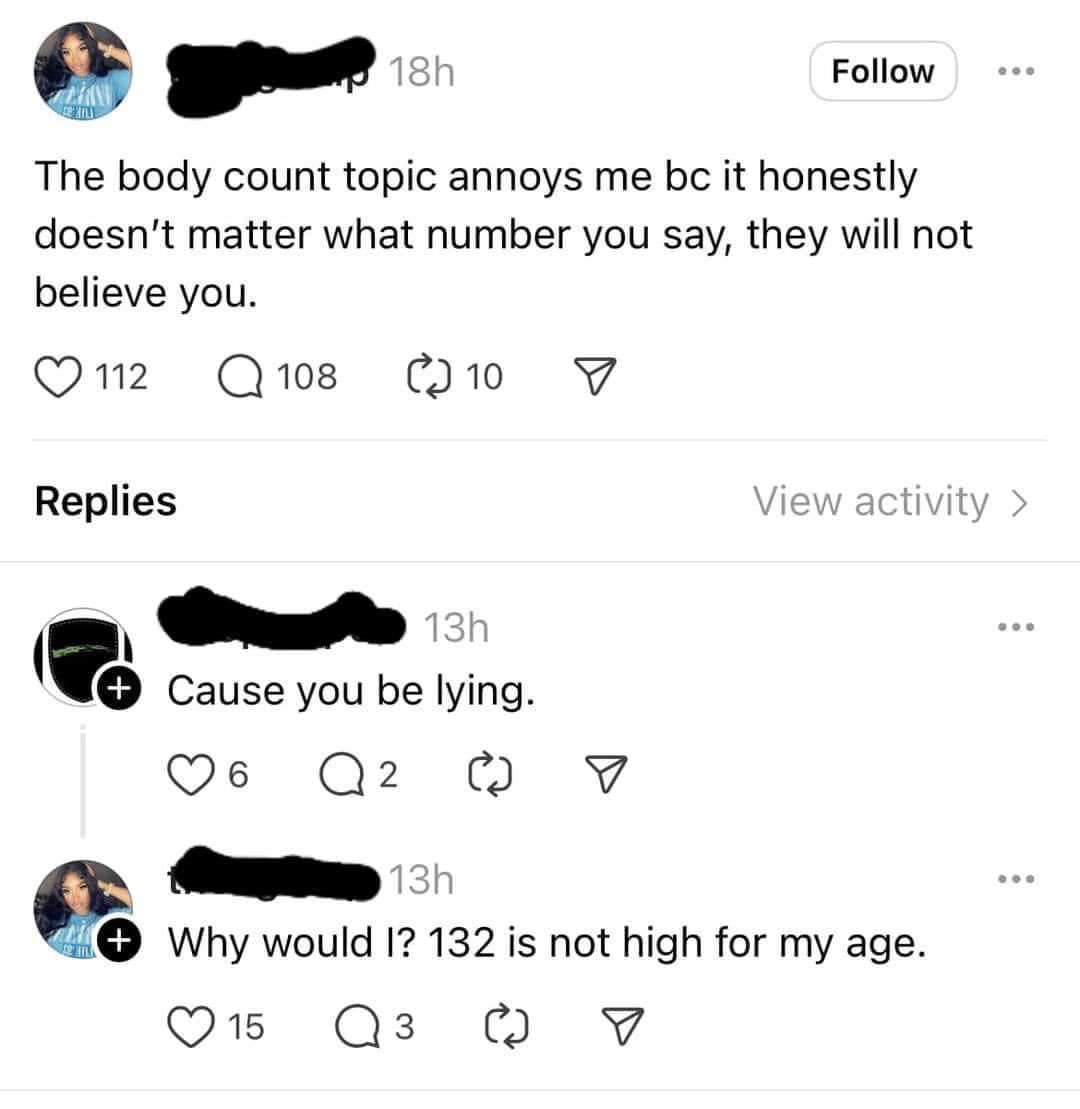 18h
Follow
The body count topic annoys me bc it honestly
doesn’t matter what number you say, they will not
believe you.
112 108 10
Replies
View activity
13h
Cause you be lying.
6 2
13h
Why would I? 132 is not high for my age.
15 3